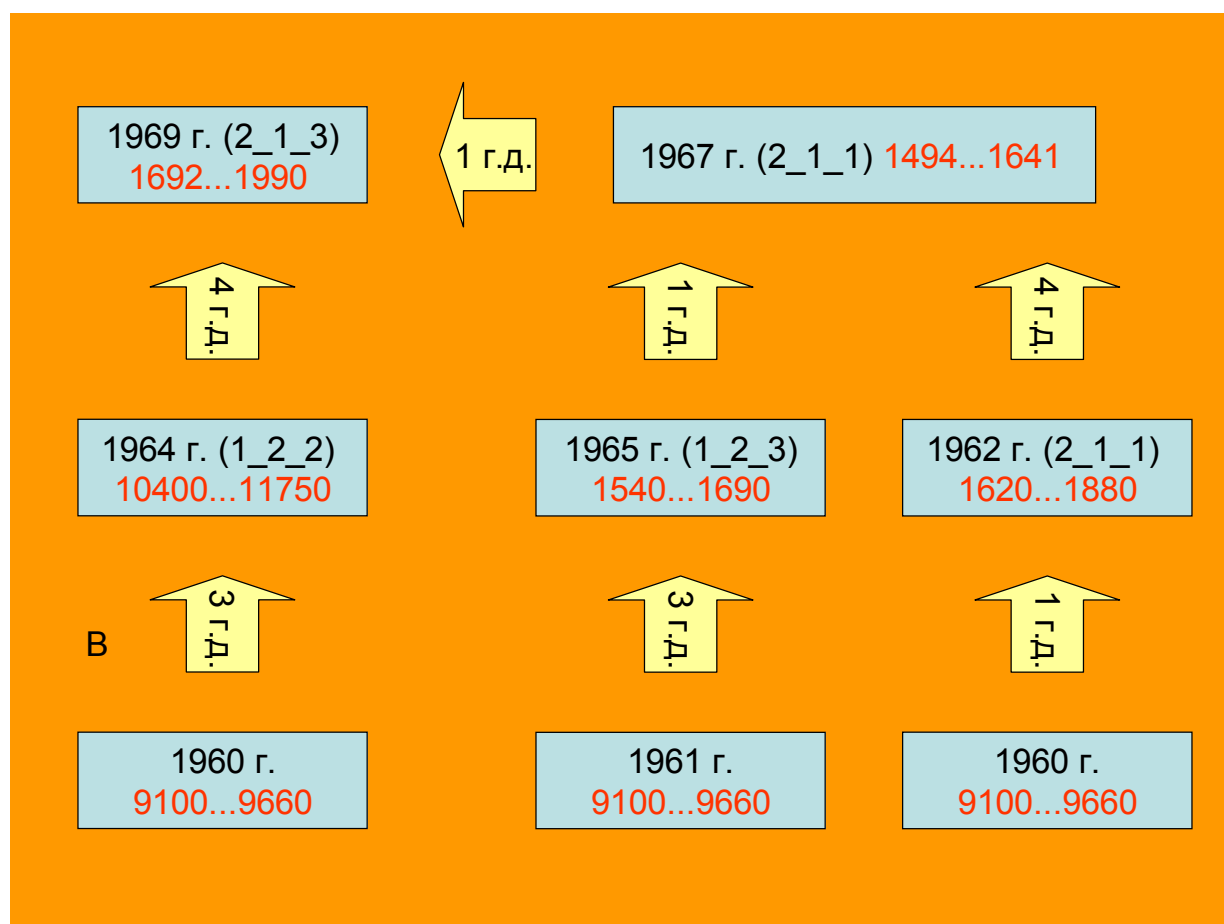 1969 г. (2_1_3)
1692...1990
1 г.д.
1967 г. (2_1_1) 1494...1641
4 г.д.
1 г.д.
4 г.д.
1964 г. (1_2_2)
10400...11750
1965 г. (1_2_3)
1540...1690
1962 г. (2_1_1)
1620...1880
В
3 г.д.
3 г.д.
1 г.д.
1960 г.
9100...9660
1961 г.
9100...9660
1960 г.
9100...9660